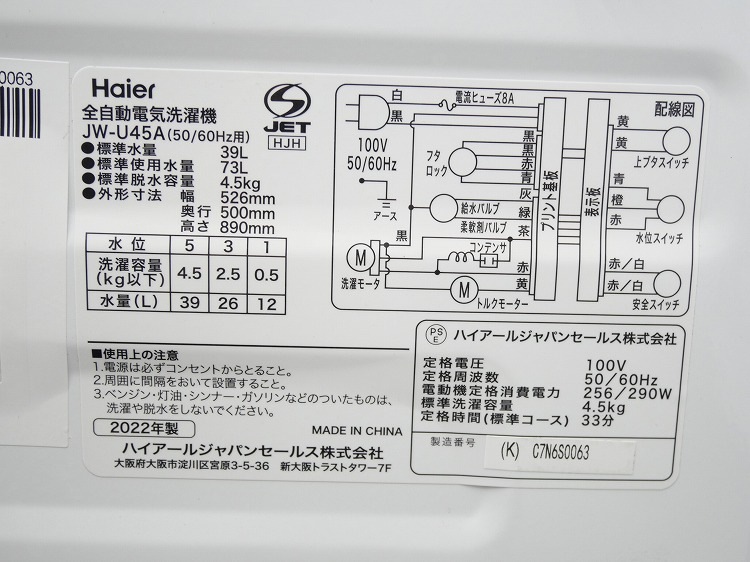 0063
Haier
全自動電気洗濯機
JW-U45A(50/60Hz用)
S
JET
HJH
●標準水量 39L
●標準使用水量 73L
●標準脱水容量 4.5kg
●外形寸法 幅 526mm
奥行 500mm
高さ 890mm
水位 5 3 1
洗濯容量(kg以下) 4.5 2.5 0.5
水量(L) 39 26 12
配線図
白 電流ヒューズ8A
黒
100V
50/60Hz
アース
フタロック
黒
黒
赤
青
給水バルブ
灰
緑
柔軟剤バルブ
茶
黒
コンデンサ
M
洗濯モータ
赤
黄
M
トルクモーター
プリント基板
表示板
黄
黄
上ブタスイッチ
青
橙
赤
水位スイッチ
赤/白
赤/白
安全スイッチ
■使用上の注意
1.電源は必ずコンセントからとること。
2.周囲に間隔をおいて設置すること。
3.ベンジン・灯油・シンナー・ガソリンなどのついたものは、
洗濯や脱水をしないでください。
2022年製
MADE IN CHINA
ハイアールジャパンセールス株式会社
大阪府大阪市淀川区宮原3-5-36 新大阪トラストタワー7F
PSE ハイアールジャパンセールス株式会社
定格電圧 100V
定格周波数 50/60Hz
電動機定格消費電力 256/290W
標準洗濯容量 4.5kg
定格時間(標準コース) 33分
製造番号 (K) C7N6S0063